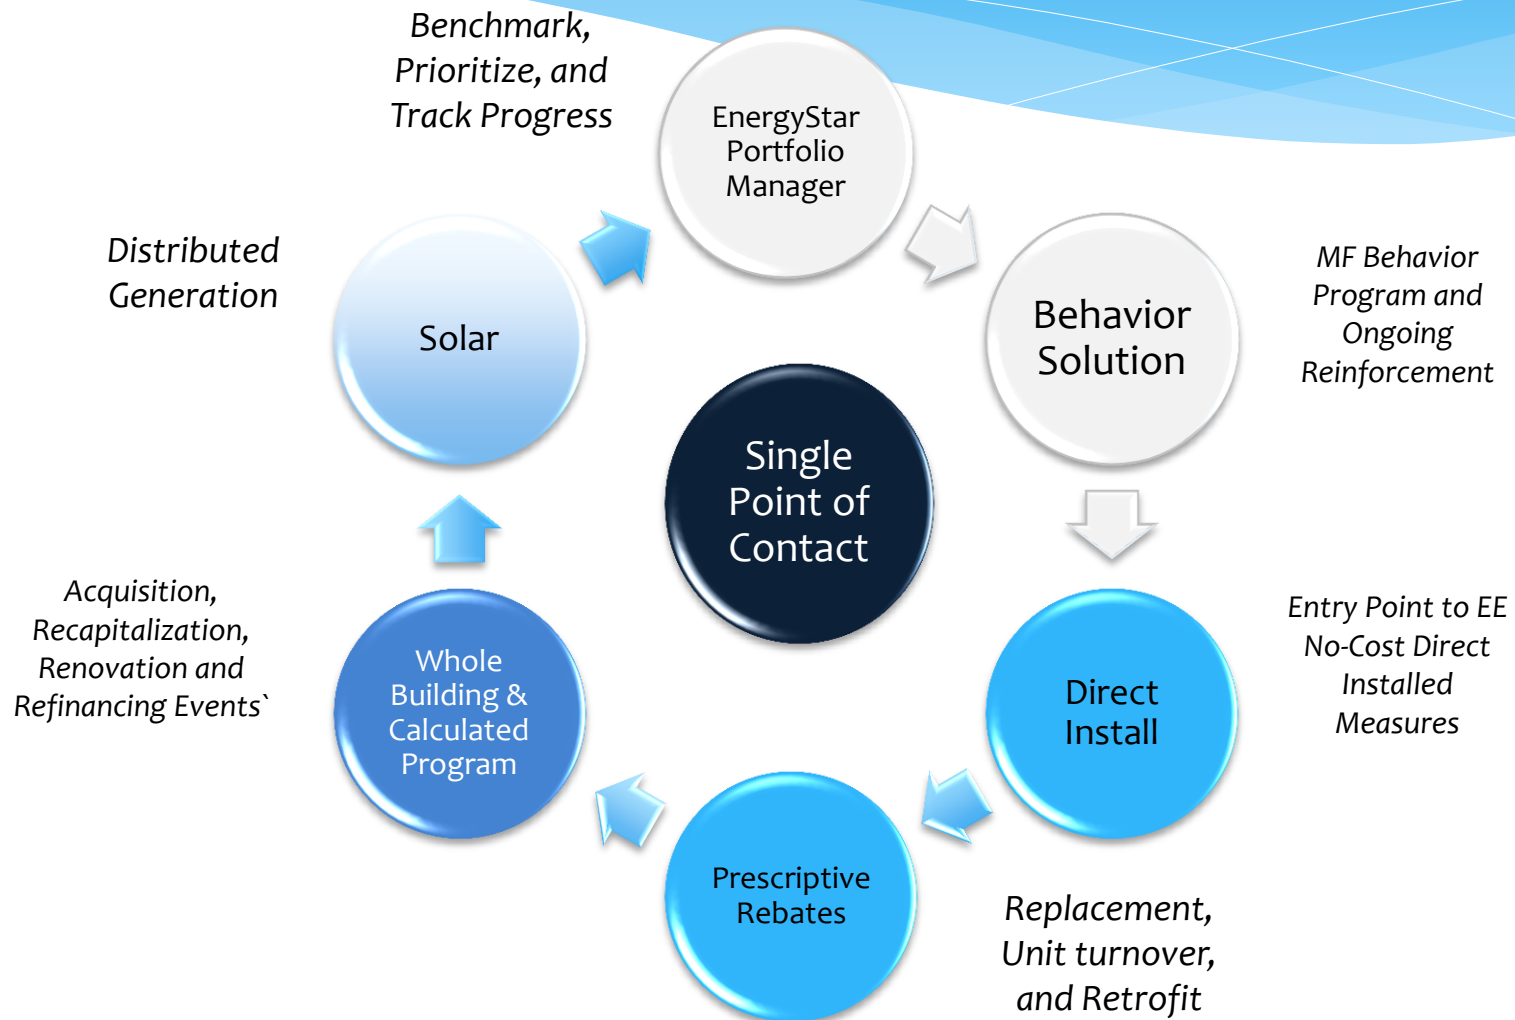 Benchmark,
Prioritize, and
Track Progress
EnergyStar
Portfolio
Manager
Distributed
Generation
Solar
Behavior
Solution
MF Behavior
Program and
Ongoing
Reinforcement
Single
Point of
Contact
Acquisition,
Recapitalization,
Renovation and
Refinancing Events`
Whole
Building &
Calculated
Program
Direct
Install
Entry Point to EE
No-Cost Direct
Installed
Measures
Prescriptive
Rebates
Replacement,
Unit turnover,
and Retrofit